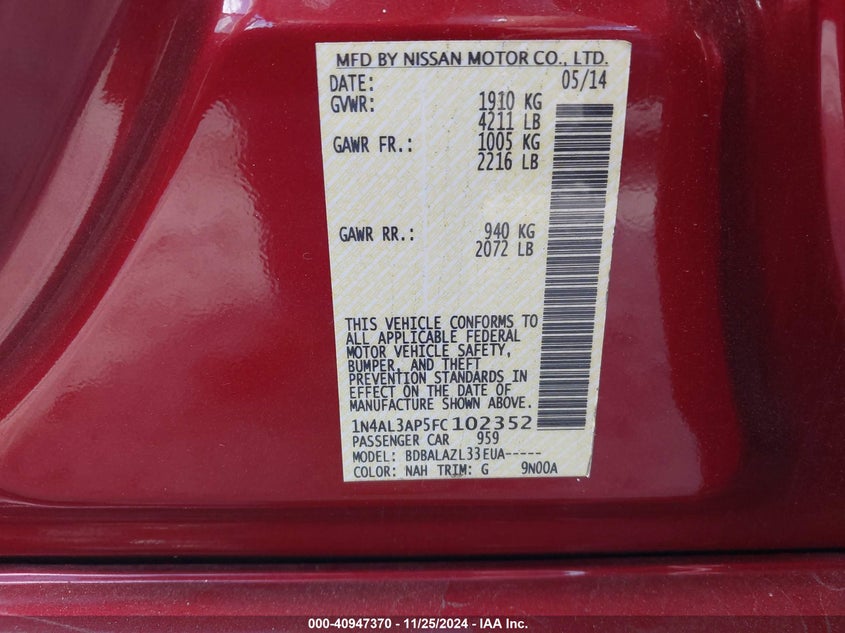 MFD BY NISSAN MOTOR CO., LTD.
DATE: 05/14
GVWR: 1910 KG
4211 LB
GAWR FR.: 1005 KG
2216 LB
GAWR RR.: 940 KG
2072 LB
THIS VEHICLE CONFORMS TO
ALL APPLICABLE FEDERAL
MOTOR VEHICLE SAFETY,
BUMPER, AND THEFT
PREVENTION STANDARDS IN
EFFECT ON THE DATE OF
MANUFACTURE SHOWN ABOVE.
1N4AL3AP5FC102352
PASSENGER CAR 959
MODEL: BDBALAZL33EUA-----
COLOR: NAH TRIM: G 9N00A
000-40947370 - 11/25/2024 - IAA Inc.